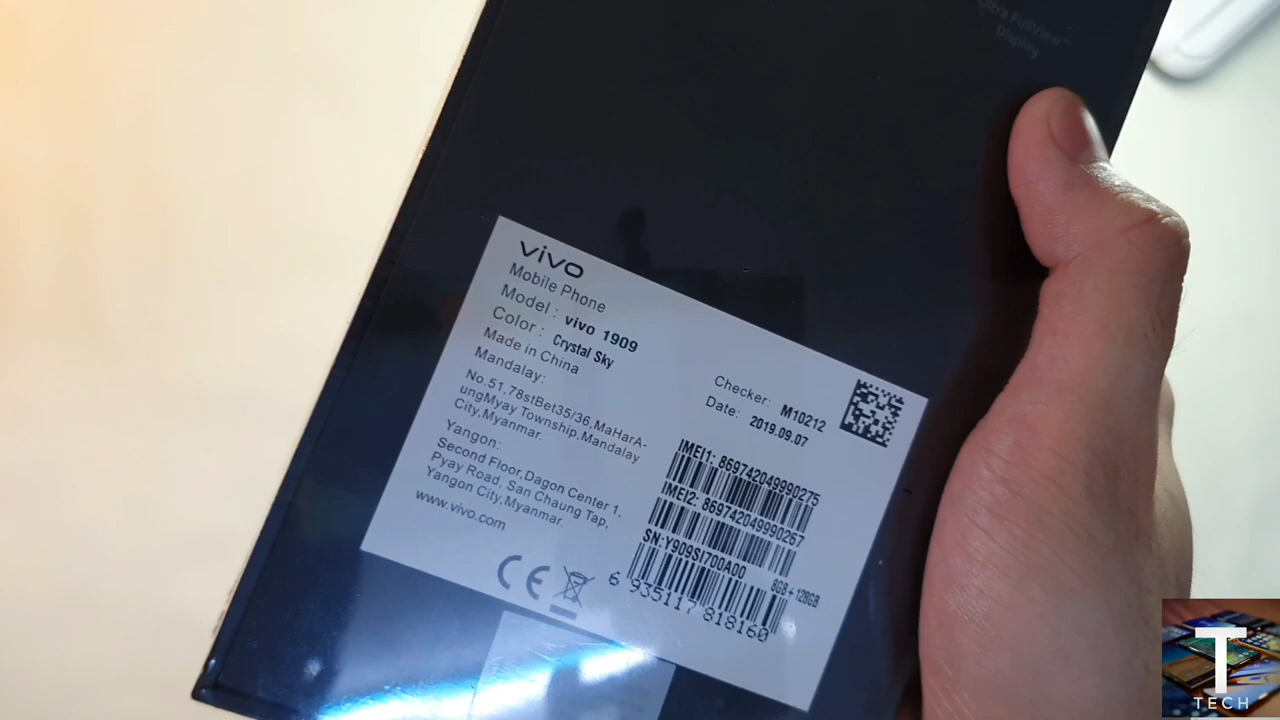 Ultra FullView™
Display
vivo
Mobile Phone
Model : vivo 1909
Color : Crystal Sky
Made in China
Mandalay:
No.51,78stBet35/36,MaHarA-
ungMyay Township,Mandalay
City,Myanmar.
Yangon:
Second Floor,Dagon Center 1,
Pyay Road, San Chaung Tap,
Yangon City,Myanmar.
www.vivo.com
CE
Checker: M10212
Date: 2019.09.07
IMEI1: 869742049990275
IMEI2: 869742049990267
SN:Y909SI700A00
8GB+128GB
6 935117 818160
T
TECH